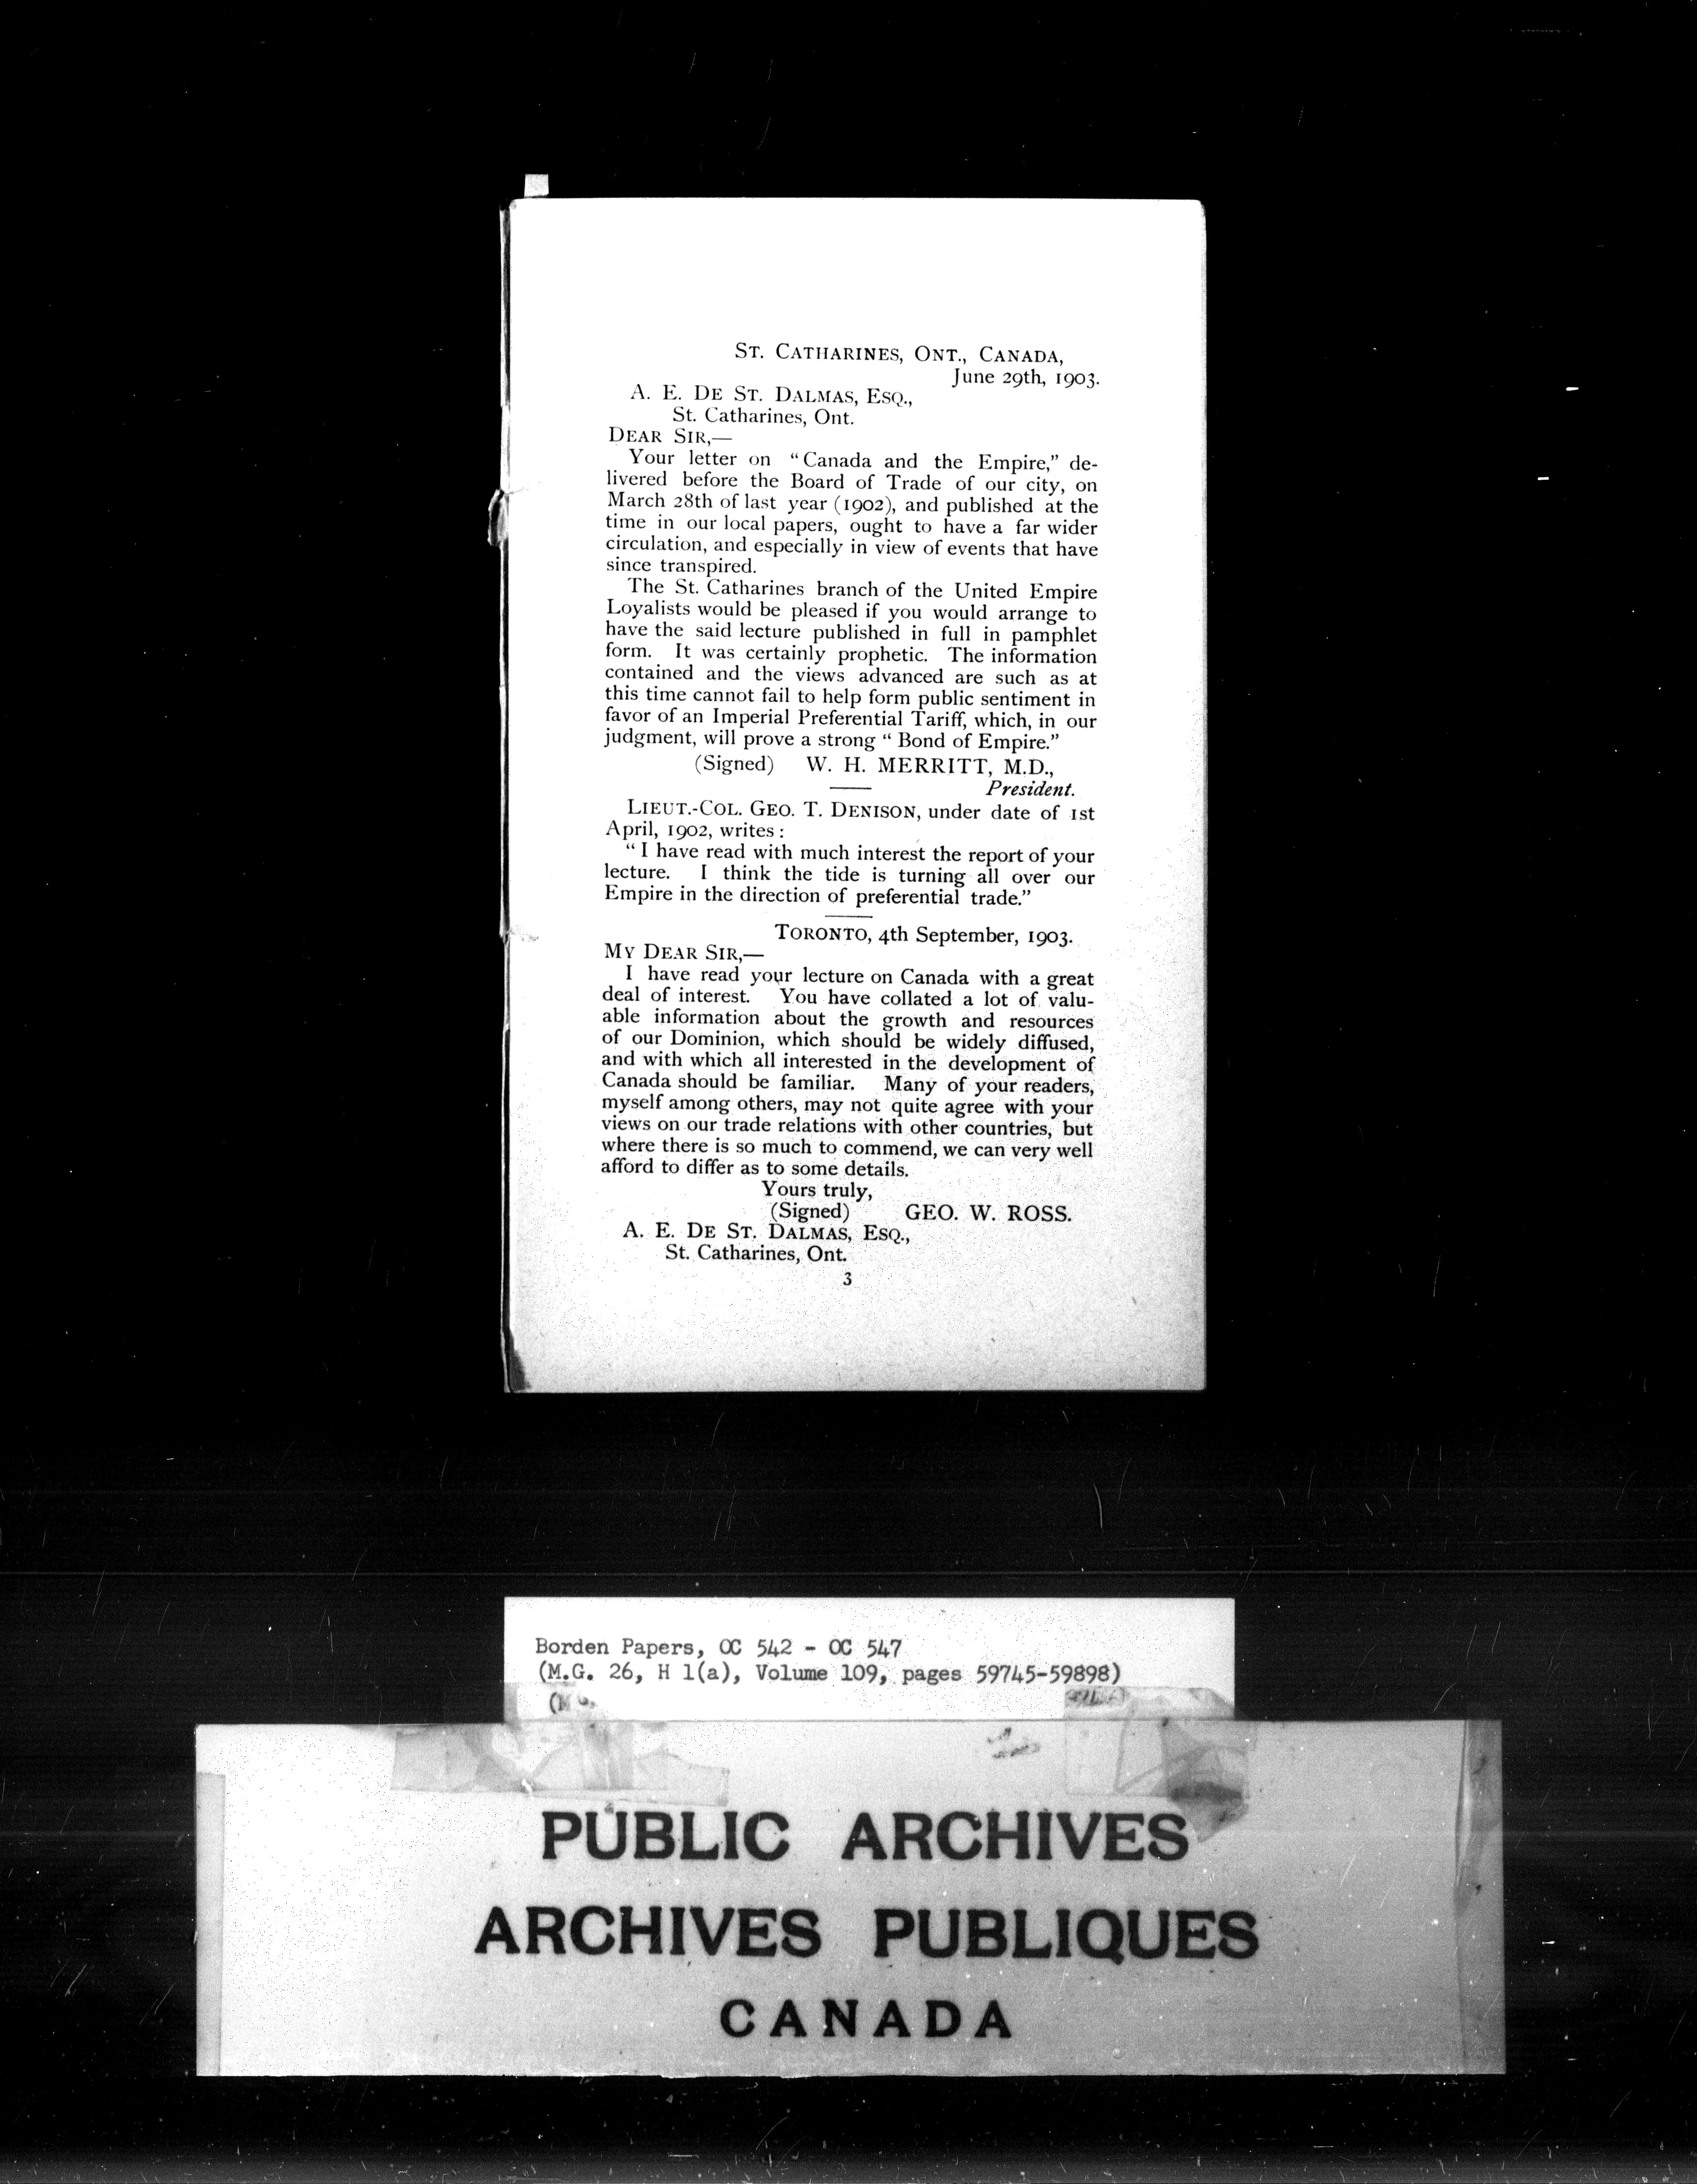 ST. CATHARINES, ONT., CANADA,
June 29th, 1903.
A. E. DE ST. DALMAS, ESQ.,
St. Catharines, Ont.
DEAR SIR,—
Your letter on "Canada and the Empire," de-
livered before the Board of Trade of our city, on
March 28th of last year (1902), and published at the
time in our local papers, ought to have a far wider
circulation, and especially in view of events that have
since transpired.
The St. Catharines branch of the United Empire
Loyalists would be pleased if you would arrange to
have the said lecture published in full in pamphlet
form. It was certainly prophetic. The information
contained and the views advanced are such as at
this time cannot fail to help form public sentiment in
favor of an Imperial Preferential Tariff, which, in our
judgment, will prove a strong "Bond of Empire."
(Signed) W. H. MERRITT, M.D.,
President.
LIEUT.-COL. GEO. T. DENISON, under date of 1st
April, 1902, writes:
"I have read with much interest the report of your
lecture. I think the tide is turning all over our
Empire in the direction of preferential trade."
TORONTO, 4th September, 1903.
MY DEAR SIR,—
I have read your lecture on Canada with a great
deal of interest. You have collated a lot of valu-
able information about the growth and resources
of our Dominion, which should be widely diffused,
and with which all interested in the development of
Canada should be familiar. Many of your readers,
myself among others, may not quite agree with your
views on our trade relations with other countries, but
where there is so much to commend, we can very well
afford to differ as to some details.
Yours truly,
(Signed) GEO. W. ROSS.
A. E. DE ST. DALMAS, ESQ.,
St. Catharines, Ont.
3
Borden Papers, OC 542 - OC 547
(M.G. 26, H 1(a), Volume 109, pages 59745-59898)
PUBLIC ARCHIVES
ARCHIVES PUBLIQUES
CANADA